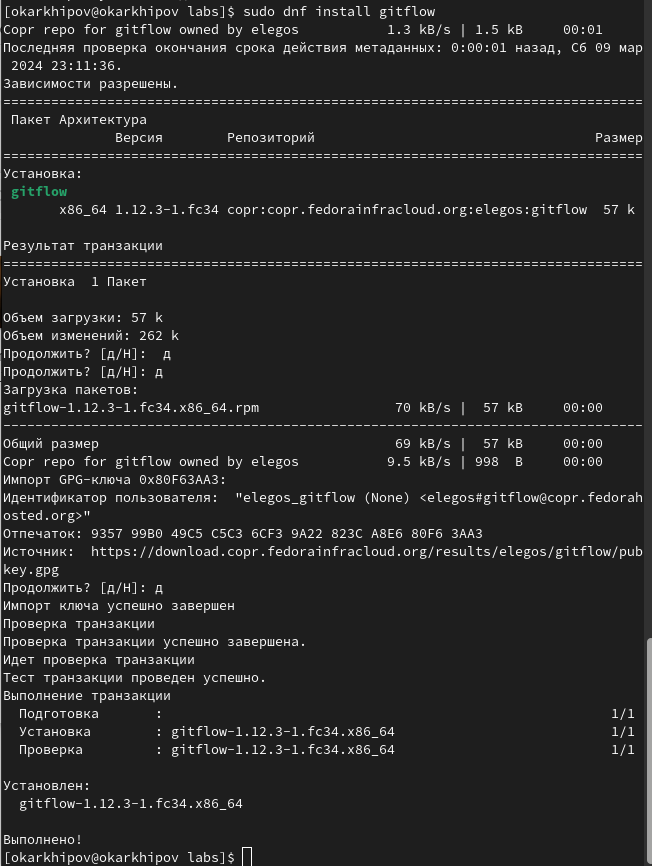 [okarkhipov@okarkhipov labs]$ sudo dnf install gitflow
Copr repo for gitflow owned by elegos           1.3 kB/s | 1.5 kB     00:01
Последняя проверка окончания срока действия метаданных: 0:00:01 назад, Сб 09 мар
 2024 23:11:36.
Зависимости разрешены.
================================================================================
 Пакет Архитектура
              Версия        Репозиторий                                   Размер
================================================================================
Установка:
 gitflow
       x86_64 1.12.3-1.fc34 copr:copr.fedorainfracloud.org:elegos:gitflow  57 k

Результат транзакции
================================================================================
Установка  1 Пакет

Объем загрузки: 57 k
Объем изменений: 262 k
Продолжить? [д/Н]:  д
Продолжить? [д/Н]: д
Загрузка пакетов:
gitflow-1.12.3-1.fc34.x86_64.rpm                 70 kB/s |  57 kB     00:00
--------------------------------------------------------------------------------
Общий размер                                     69 kB/s |  57 kB     00:00
Copr repo for gitflow owned by elegos           9.5 kB/s | 998  B     00:00
Импорт GPG-ключа 0x80F63AA3:
Идентификатор пользователя:  "elegos_gitflow (None) <elegos#gitflow@copr.fedorah
osted.org>"
Отпечаток: 9357 99B0 49C5 C5C3 6CF3 9A22 823C A8E6 80F6 3AA3
Источник:  https://download.copr.fedorainfracloud.org/results/elegos/gitflow/pub
key.gpg
Продолжить? [д/Н]: д
Импорт ключа успешно завершен
Проверка транзакции
Проверка транзакции успешно завершена.
Идет проверка транзакции
Тест транзакции проведен успешно.
Выполнение транзакции
  Подготовка       :                                                        1/1
  Установка        : gitflow-1.12.3-1.fc34.x86_64                           1/1
  Проверка         : gitflow-1.12.3-1.fc34.x86_64                           1/1

Установлен:
  gitflow-1.12.3-1.fc34.x86_64

Выполнено!
[okarkhipov@okarkhipov labs]$